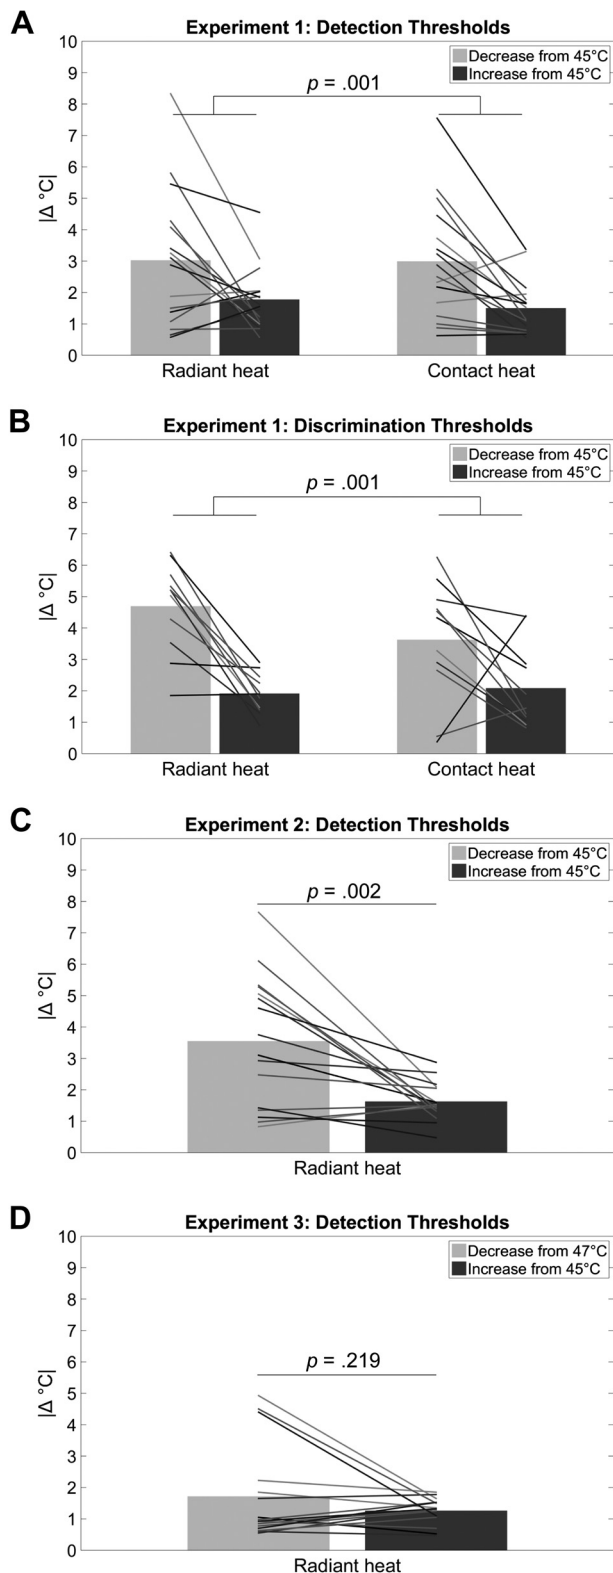 A
Experiment 1: Detection Thresholds
Decrease from 45°C
Increase from 45°C
p = .001
10
9
8
7
6
5
4
3
2
1
0
|Δ °C|
Radiant heat
Contact heat
B
Experiment 1: Discrimination Thresholds
Decrease from 45°C
Increase from 45°C
p = .001
10
9
8
7
6
5
4
3
2
1
0
|Δ °C|
Radiant heat
Contact heat
C
Experiment 2: Detection Thresholds
Decrease from 45°C
Increase from 45°C
p = .002
10
9
8
7
6
5
4
3
2
1
0
|Δ °C|
Radiant heat
D
Experiment 3: Detection Thresholds
Decrease from 47°C
Increase from 45°C
p = .219
10
9
8
7
6
5
4
3
2
1
0
|Δ °C|
Radiant heat